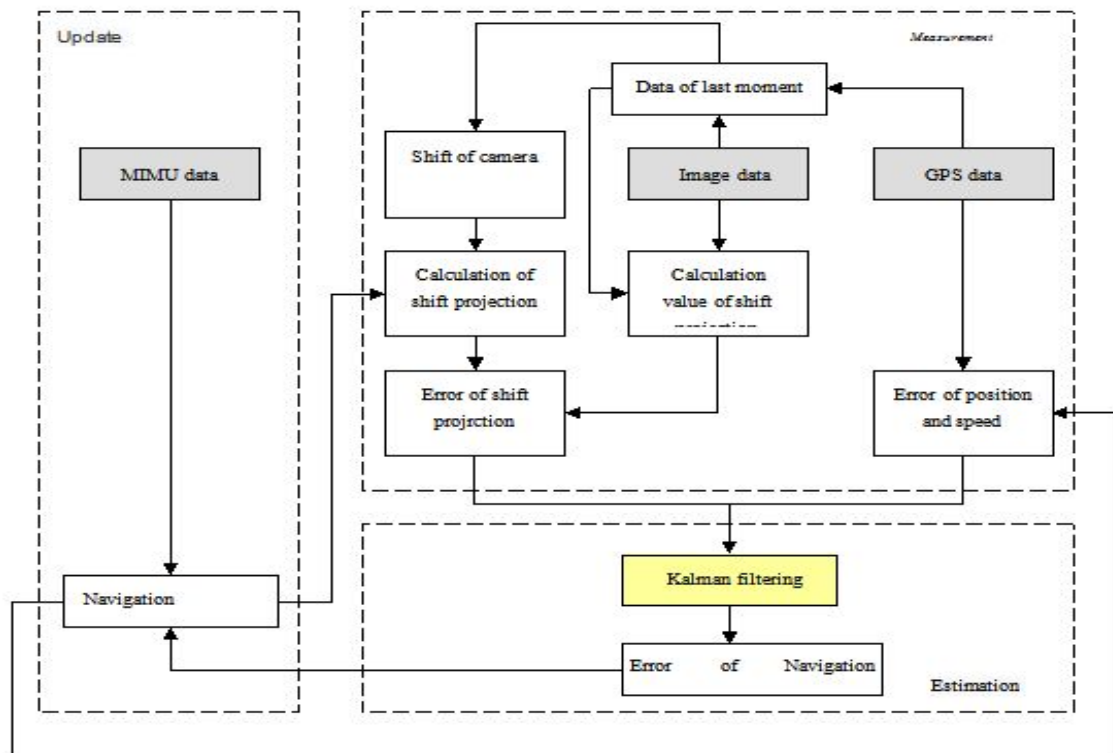 Update
Measurement
Data of last moment
Shift of camera
MIMU data
Image data
GPS data
Calculation of
shift projection
Calculation
value of shift
projection
Error of shift
projrction
Error of position
and speed
Navigation
Kalman filtering
Error of Navigation
Estimation